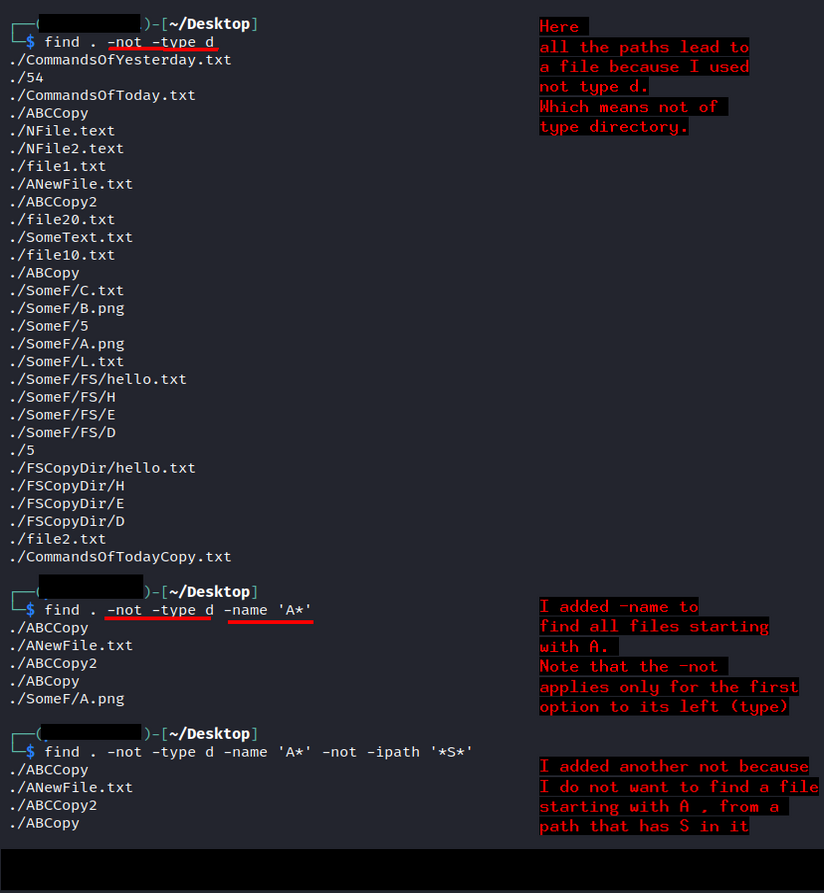 ┌──( )-[~/Desktop]
└─$ find . -not -type d
./CommandsOfYesterday.txt
./54
./CommandsOfToday.txt
./ABCCopy
./NFile.text
./NFile2.text
./file1.txt
./ANewFile.txt
./ABCCopy2
./file20.txt
./SomeText.txt
./file10.txt
./ABCopy
./SomeF/C.txt
./SomeF/B.png
./SomeF/5
./SomeF/A.png
./SomeF/L.txt
./SomeF/FS/hello.txt
./SomeF/FS/H
./SomeF/FS/E
./SomeF/FS/D
./5
./FSCopyDir/hello.txt
./FSCopyDir/H
./FSCopyDir/E
./FSCopyDir/D
./file2.txt
./CommandsOfTodayCopy.txt
Here
all the paths lead to
a file because I used
not type d.
Which means not of
type directory.
┌──( )-[~/Desktop]
└─$ find . -not -type d -name 'A*'
./ABCCopy
./ANewFile.txt
./ABCCopy2
./ABCopy
./SomeF/A.png
I added -name to
find all files starting
with A.
Note that the -not
applies only for the first
option to its left (type)
┌──( )-[~/Desktop]
└─$ find . -not -type d -name 'A*' -not -ipath '*S*'
./ABCCopy
./ANewFile.txt
./ABCCopy2
./ABCopy
I added another not because
I do not want to find a file
starting with A , from a
path that has S in it